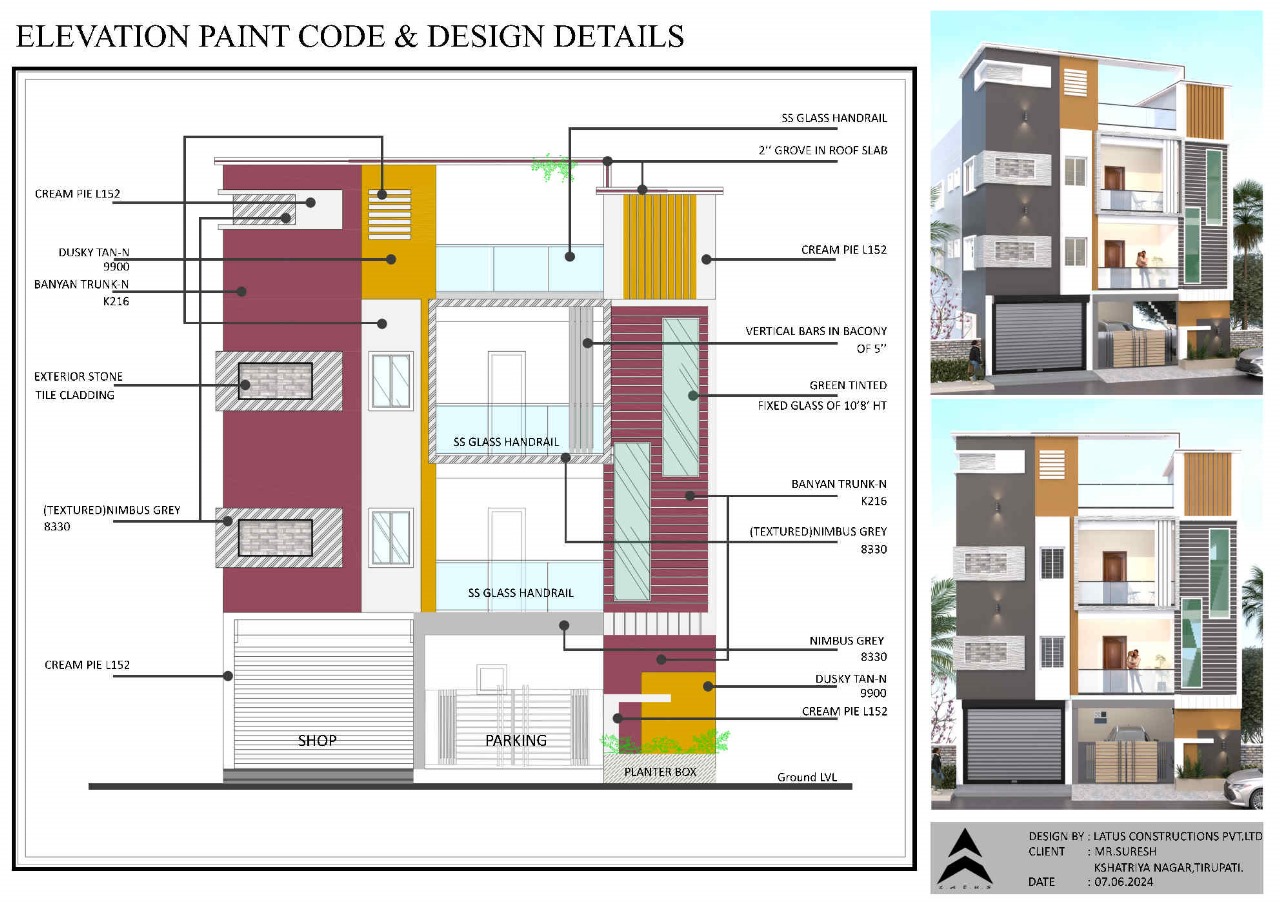 ELEVATION PAINT CODE & DESIGN DETAILS
SS GLASS HANDRAIL
2'' GROVE IN ROOF SLAB
CREAM PIE L152
DUSKY TAN-N
9900
BANYAN TRUNK-N
K216
CREAM PIE L152
VERTICAL BARS IN BACONY
OF 5''
EXTERIOR STONE
TILE CLADDING
GREEN TINTED
FIXED GLASS OF 10'8' HT
SS GLASS HANDRAIL
BANYAN TRUNK-N
K216
(TEXTURED)NIMBUS GREY
8330
(TEXTURED)NIMBUS GREY
8330
SS GLASS HANDRAIL
NIMBUS GREY
8330
CREAM PIE L152
DUSKY TAN-N
9900
CREAM PIE L152
SHOP
PARKING
PLANTER BOX
Ground LVL
DESIGN BY : LATUS CONSTRUCTIONS PVT.LTD
CLIENT : MR.SURESH
KSHATRIYA NAGAR,TIRUPATI.
DATE : 07.06.2024
LATUS